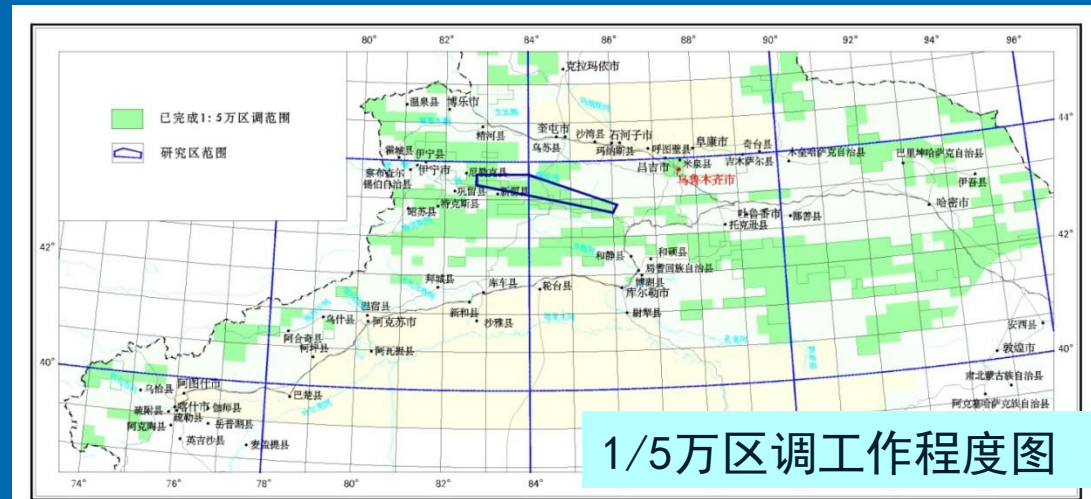 80° 82° 84° 86° 88° 90° 92° 94° 96°
克拉玛依市
已完成1:5万区调范围
研究区范围
温泉县 博乐市
精河县
奎屯市 沙湾县 石河子市
乌苏县 玛纳斯县 呼图壁县 阜康市 奇台县
44°
霍城县 伊宁县
昌吉市 米泉县 吉木萨尔县 木垒哈萨克自治县 巴里坤哈萨克自治县
察布查尔锡伯自治县 伊宁市 尼勒克县
乌鲁木齐市
伊吾县
巩留县 新源县
昭苏县 特克斯县
吐鲁番市 鄯善县 哈密市
托克逊县
42°
42°
和静县 和硕县
焉耆回族自治县
拜城县 库车县 轮台县 博湖县
库尔勒市
温宿县
乌什县 阿克苏市 新和县 沙雅县 尉犁县
阿合奇县
柯坪县 阿瓦提县
安西县
敦煌市
40°
40°
乌恰县 阿图什市
巴楚县
肃北蒙古族自治县
疏附县 喀什市 伽师县
疏勒县
阿克陶县 岳普湖县
阿克塞哈萨克族自治县
英吉沙县 麦盖提县
1/5万区调工作程度图
74° 76° 78° 80° 82° 84° 86° 88°